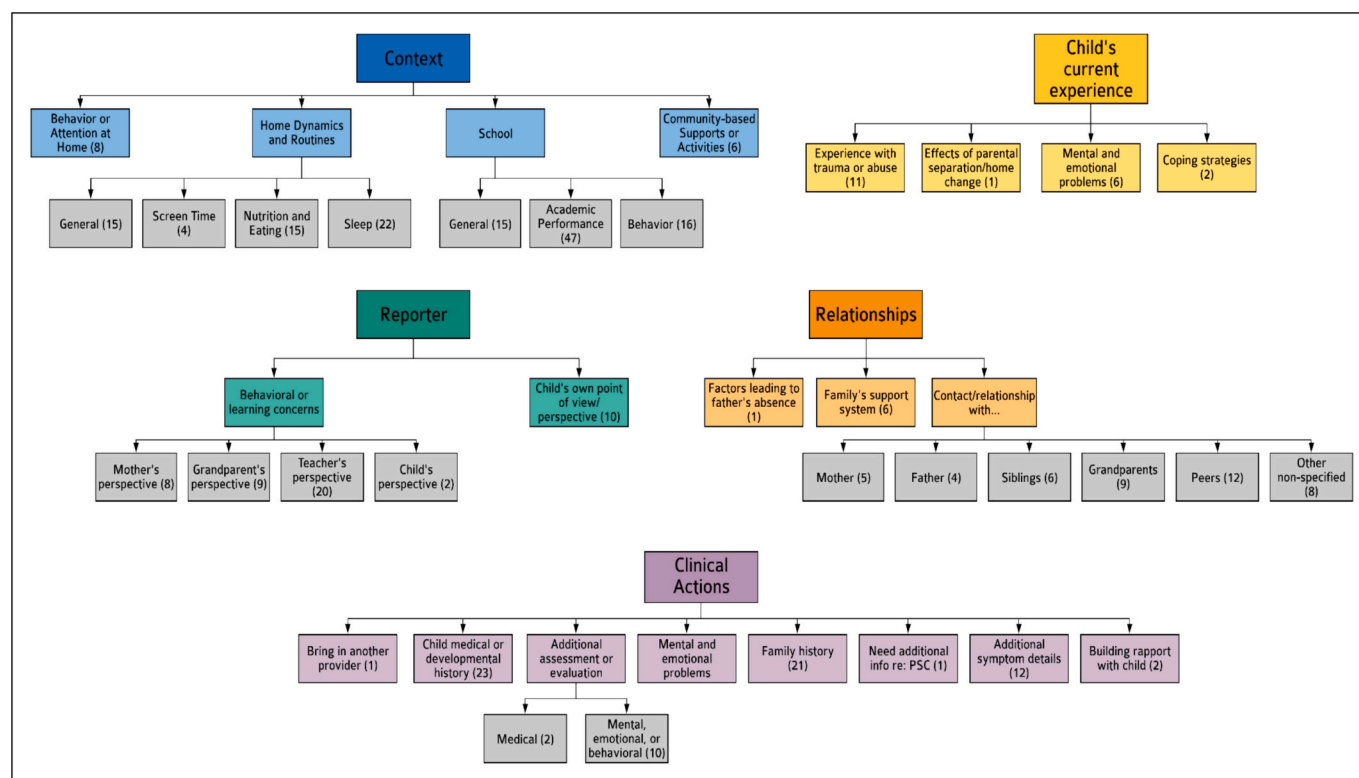 Context
Behavior or
Attention at
Home (8)
Home Dynamics
and Routines
School
Community-based
Supports or
Activities (6)
General (15)
Screen Time
(4)
Nutrition and
Eating (15)
Sleep (22)
General (15)
Academic
Performance
(47)
Behavior (16)
Child's
current
experience
Experience with
trauma or abuse
(11)
Effects of parental
separation/home
change (1)
Mental and
emotional
problems (6)
Coping strategies
(2)
Reporter
Behavioral or
learning concerns
Child's own point
of view/
perspective (10)
Mother's
perspective (8)
Grandparent's
perspective (9)
Teacher's
perspective
(20)
Child's
perspective (2)
Relationships
Factors leading to
father's absence
(1)
Family's support
system (6)
Contact/relationship
with...
Mother (5)
Father (4)
Siblings (6)
Grandparents
(9)
Peers (12)
Other
non-specified
(8)
Clinical
Actions
Bring in another
provider (1)
Child medical or
developmental
history (23)
Additional
assessment or
evaluation
Mental and
emotional
problems
Family history
(21)
Need additional
info re: PSC (1)
Additional
symptom details
(12)
Building rapport
with child (2)
Medical (2)
Mental,
emotional, or
behavioral (10)